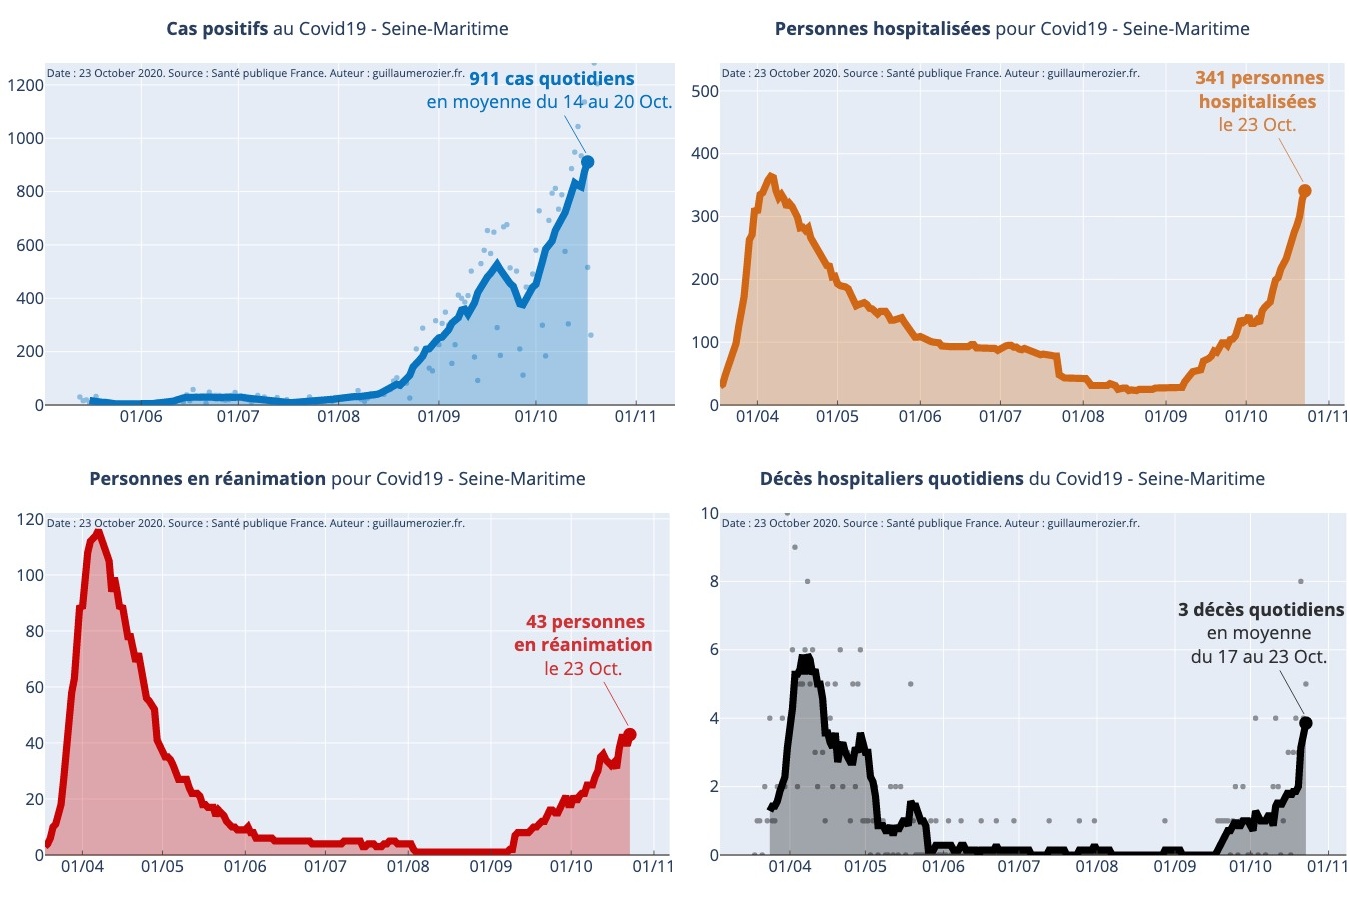 Cas positifs au Covid19 - Seine-Maritime
Date : 23 October 2020. Source : Santé publique France. Auteur : guillaumerozier.fr.
911 cas quotidiens
en moyenne du 14 au 20 Oct.
1200
1000
800
600
400
200
0
01/06 01/07 01/08 01/09 01/10 01/11
Personnes hospitalisées pour Covid19 - Seine-Maritime
Date : 23 October 2020. Source : Santé publique France. Auteur : guillaumerozier.fr.
341 personnes
hospitalisées
le 23 Oct.
500
400
300
200
100
0
01/04 01/05 01/06 01/07 01/08 01/09 01/10 01/11
Personnes en réanimation pour Covid19 - Seine-Maritime
Date : 23 October 2020. Source : Santé publique France. Auteur : guillaumerozier.fr.
43 personnes
en réanimation
le 23 Oct.
120
100
80
60
40
20
0
01/04 01/05 01/06 01/07 01/08 01/09 01/10 01/11
Décès hospitaliers quotidiens du Covid19 - Seine-Maritime
Date : 23 October 2020. Source : Santé publique France. Auteur : guillaumerozier.fr.
3 décès quotidiens
en moyenne
du 17 au 23 Oct.
10
8
6
4
2
0
01/04 01/05 01/06 01/07 01/08 01/09 01/10 01/11